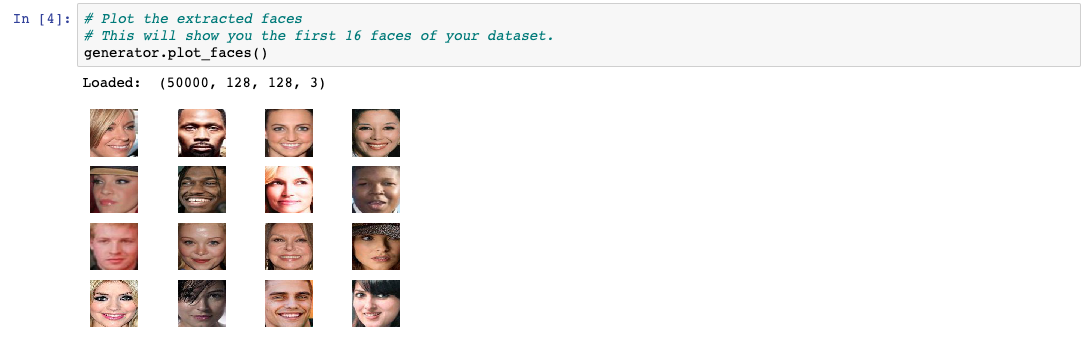 In [4]: # Plot the extracted faces
# This will show you the first 16 faces of your dataset.
generator.plot_faces()
Loaded:  (50000, 128, 128, 3)